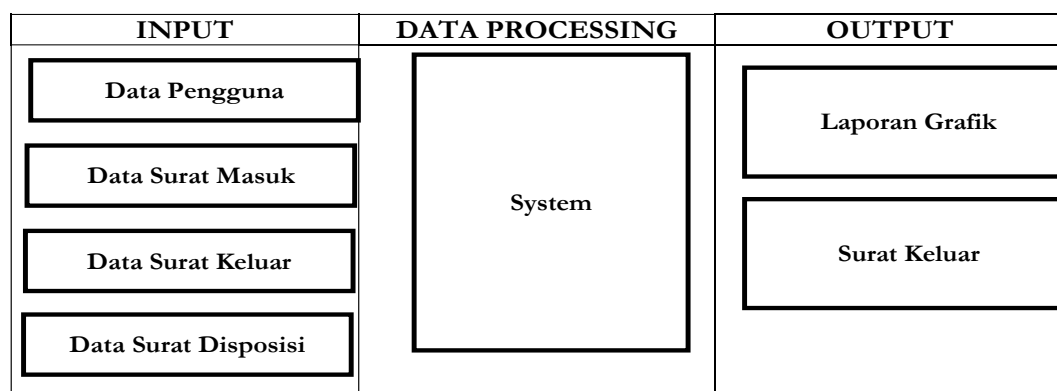 INPUT
DATA PROCESSING
OUTPUT
Data Pengguna
Data Surat Masuk
Data Surat Keluar
Data Surat Disposisi
System
Laporan Grafik
Surat Keluar